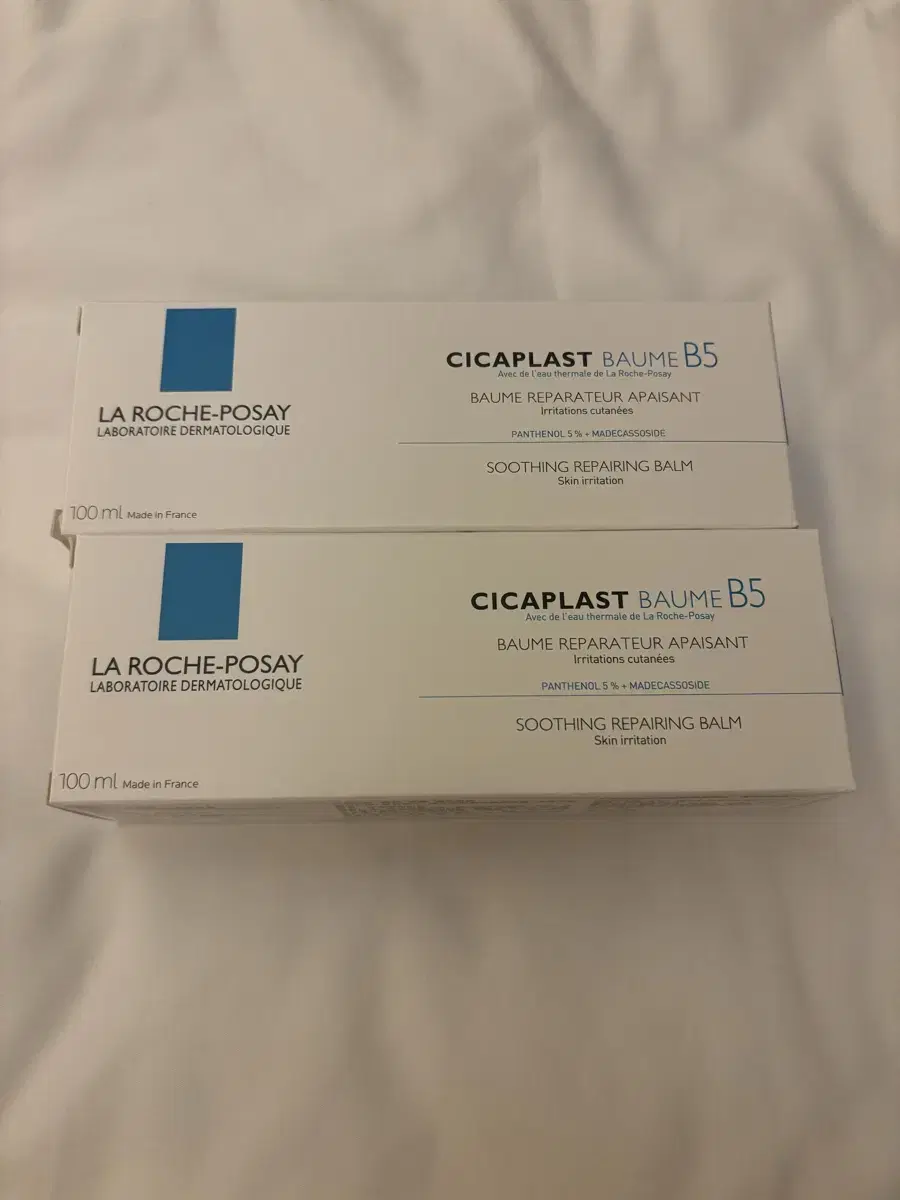 CICAPLAST BAUME B5
Avec de l'eau thermale de La Roche-Posay
BAUME REPARATEUR APAISANT
Irritations cutanées
LA ROCHE-POSAY
LABORATOIRE DERMATOLOGIQUE
PANTHENOL 5 % + MADECASSOSIDE
SOOTHING REPAIRING BALM
Skin irritation
100 ml Made in France
CICAPLAST BAUME B5
Avec de l'eau thermale de La Roche-Posay
BAUME REPARATEUR APAISANT
Irritations cutanées
LA ROCHE-POSAY
LABORATOIRE DERMATOLOGIQUE
PANTHENOL 5 % + MADECASSOSIDE
SOOTHING REPAIRING BALM
Skin irritation
100 ml Made in France